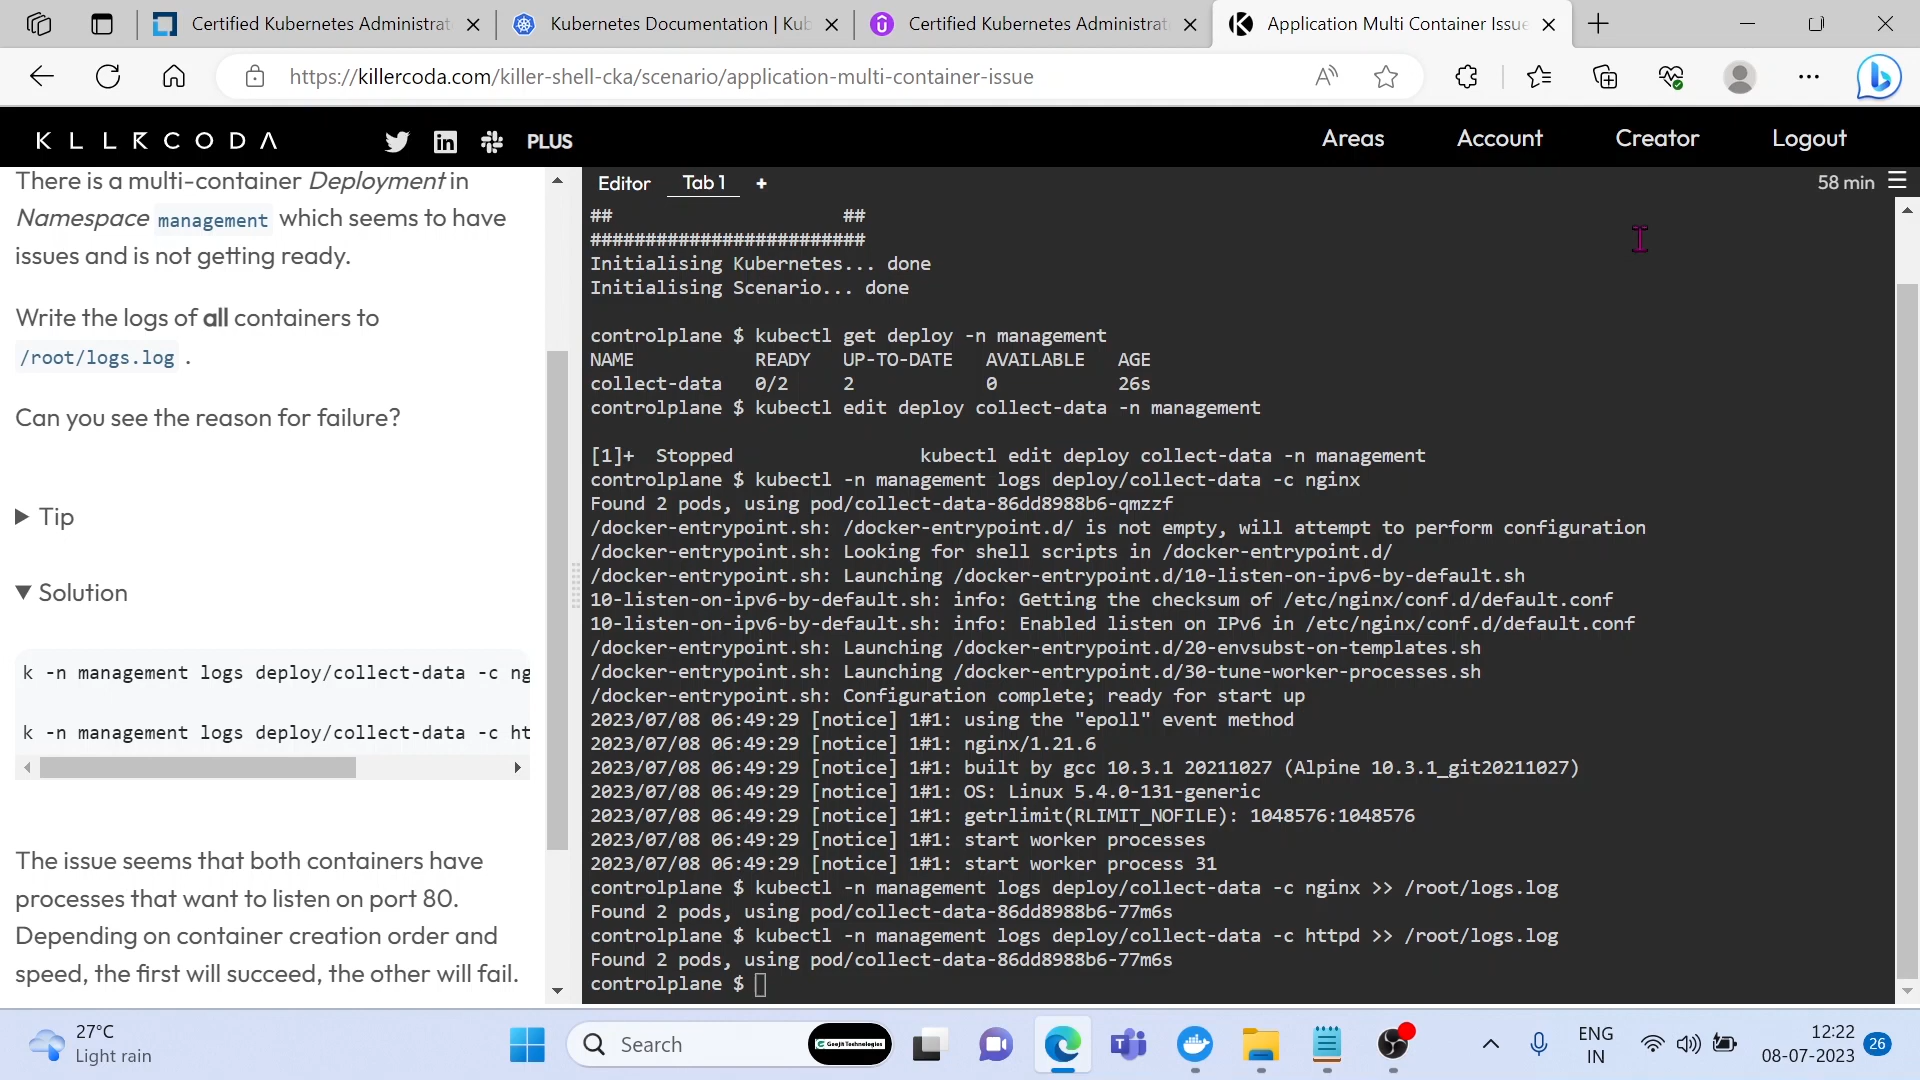 Certified Kubernetes Administrat
Kubernetes Documentation | Kub
Certified Kubernetes Administrat
Application Multi Container Issue
https://killercoda.com/killer-shell-cka/scenario/application-multi-container-issue
KLLRCODA
PLUS
Areas
Account
Creator
Logout
There is a multi-container Deployment in
Namespace management which seems to have
issues and is not getting ready.
Write the logs of all containers to
/root/logs.log .
Can you see the reason for failure?
Tip
Solution
k -n management logs deploy/collect-data -c ng
k -n management logs deploy/collect-data -c ht
The issue seems that both containers have
processes that want to listen on port 80.
Depending on container creation order and
speed, the first will succeed, the other will fail.
Editor
Tab 1
+
58 min
## ##
#########################
Initialising Kubernetes... done
Initialising Scenario... done
controlplane $ kubectl get deploy -n management
NAME READY UP-TO-DATE AVAILABLE AGE
collect-data 0/2 2 0 26s
controlplane $ kubectl edit deploy collect-data -n management
[1]+ Stopped kubectl edit deploy collect-data -n management
controlplane $ kubectl -n management logs deploy/collect-data -c nginx
Found 2 pods, using pod/collect-data-86dd8988b6-qmzzf
/docker-entrypoint.sh: /docker-entrypoint.d/ is not empty, will attempt to perform configuration
/docker-entrypoint.sh: Looking for shell scripts in /docker-entrypoint.d/
/docker-entrypoint.sh: Launching /docker-entrypoint.d/10-listen-on-ipv6-by-default.sh
10-listen-on-ipv6-by-default.sh: info: Getting the checksum of /etc/nginx/conf.d/default.conf
10-listen-on-ipv6-by-default.sh: info: Enabled listen on IPv6 in /etc/nginx/conf.d/default.conf
/docker-entrypoint.sh: Launching /docker-entrypoint.d/20-envsubst-on-templates.sh
/docker-entrypoint.sh: Launching /docker-entrypoint.d/30-tune-worker-processes.sh
/docker-entrypoint.sh: Configuration complete; ready for start up
2023/07/08 06:49:29 [notice] 1#1: using the "epoll" event method
2023/07/08 06:49:29 [notice] 1#1: nginx/1.21.6
2023/07/08 06:49:29 [notice] 1#1: built by gcc 10.3.1 20211027 (Alpine 10.3.1_git20211027)
2023/07/08 06:49:29 [notice] 1#1: OS: Linux 5.4.0-131-generic
2023/07/08 06:49:29 [notice] 1#1: getrlimit(RLIMIT_NOFILE): 1048576:1048576
2023/07/08 06:49:29 [notice] 1#1: start worker processes
2023/07/08 06:49:29 [notice] 1#1: start worker process 31
controlplane $ kubectl -n management logs deploy/collect-data -c nginx >> /root/logs.log
Found 2 pods, using pod/collect-data-86dd8988b6-77m6s
controlplane $ kubectl -n management logs deploy/collect-data -c httpd >> /root/logs.log
Found 2 pods, using pod/collect-data-86dd8988b6-77m6s
controlplane $
27°C
Light rain
Search
Geejit Technologies
ENG
IN
12:22
08-07-2023
26